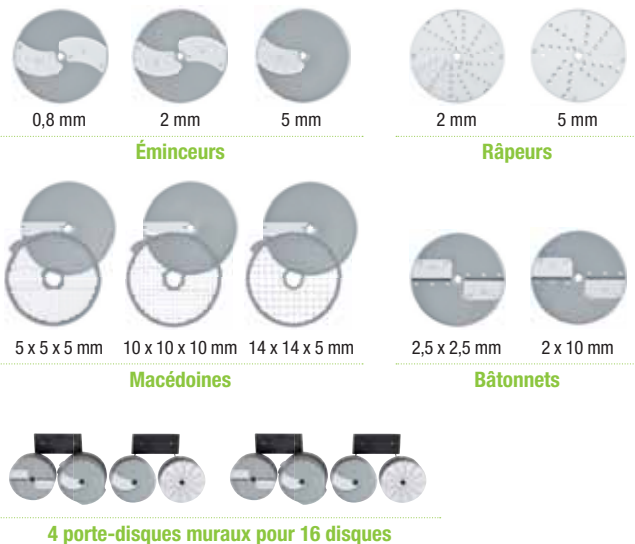 0,8 mm 2 mm 5 mm
Éminceurs
2 mm 5 mm
Râpeurs
5 x 5 x 5 mm 10 x 10 x 10 mm 14 x 14 x 5 mm
Macédoines
2,5 x 2,5 mm 2 x 10 mm
Bâtonnets
4 porte-disques muraux pour 16 disques